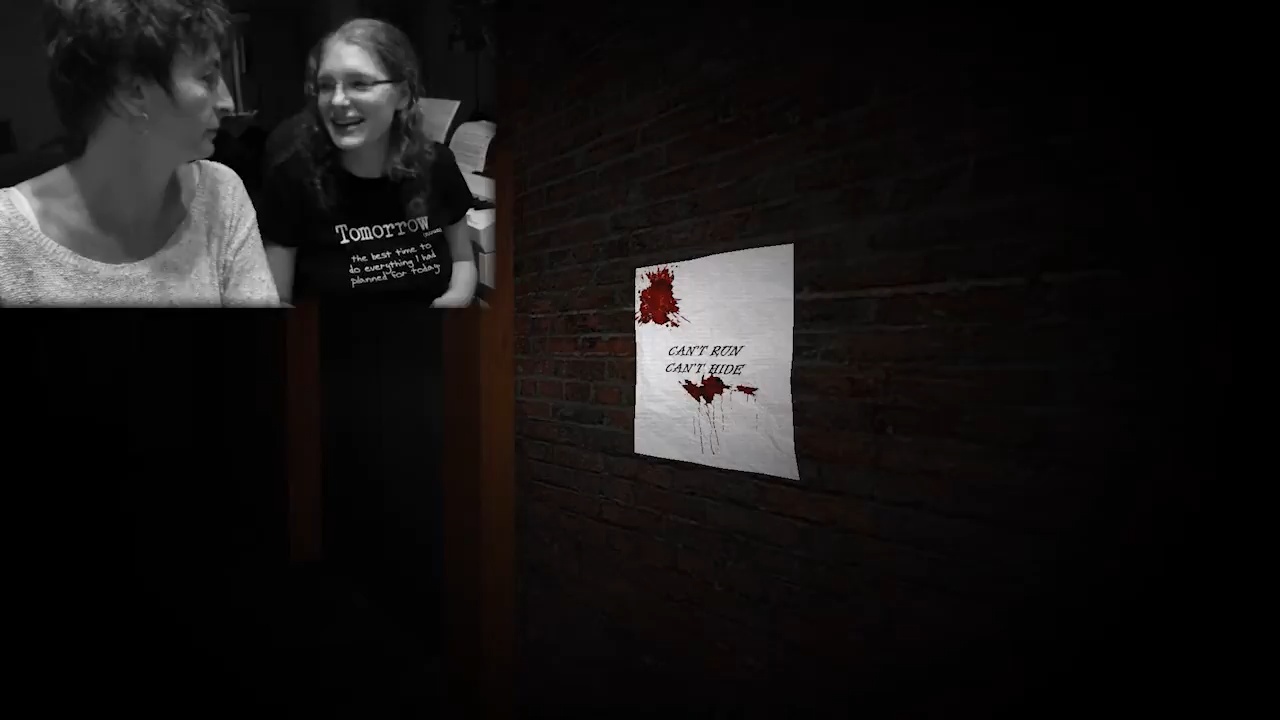 Tomorrow
the best time to
do everything I had
planned for today
CAN'T RUN
CAN'T HIDE